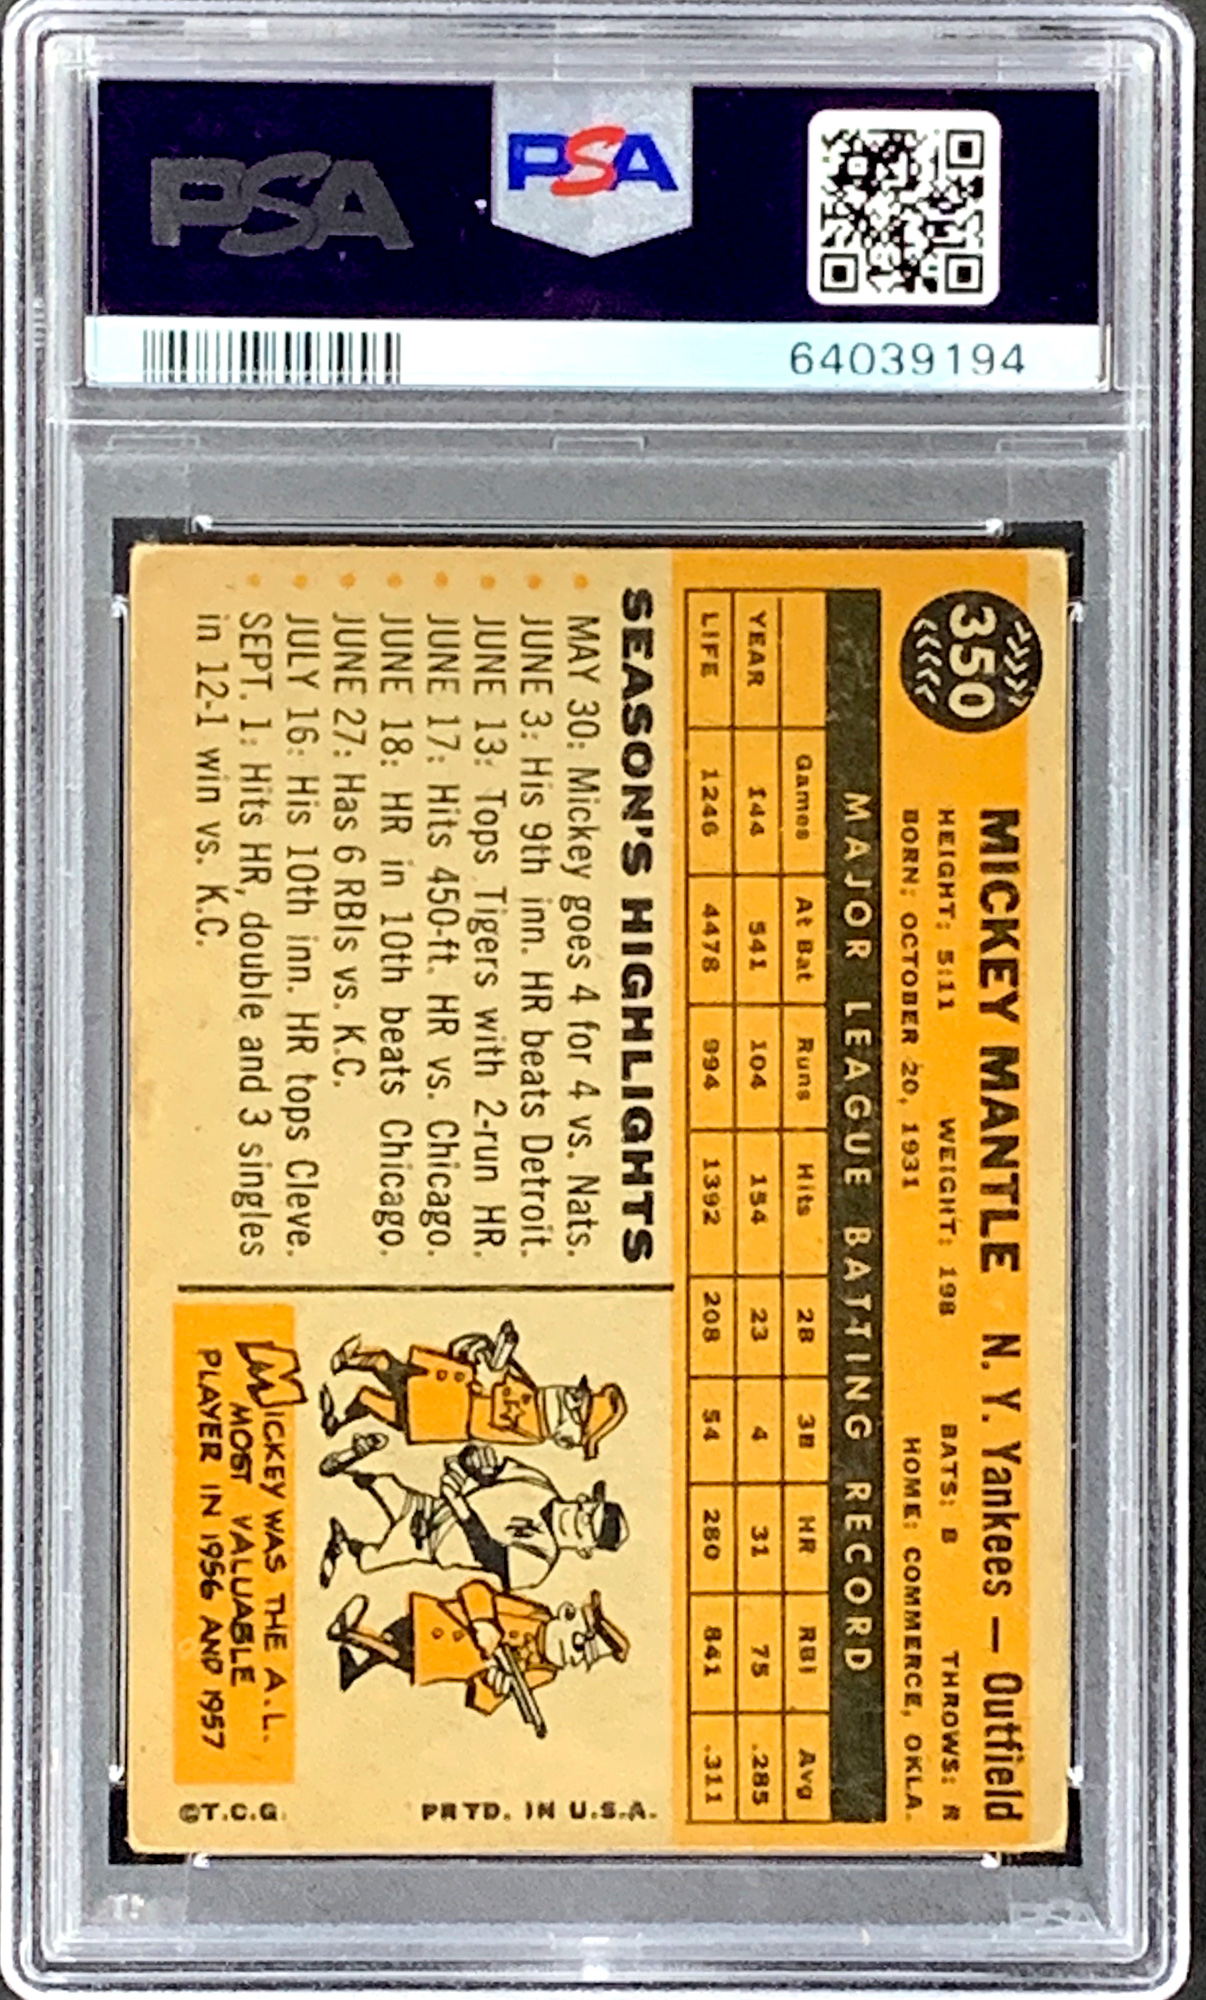 PSA
PSA
64039194
350
MICKEY MANTLE N. Y. Yankees — Outfield
HEIGHT: 5:11 WEIGHT: 198 BATS: B THROWS: R
BORN: OCTOBER 20, 1931 HOME: COMMERCE, OKLA.
MAJOR LEAGUE BATTING RECORD
Games At Bat Runs Hits 2B 3B HR RBI Avg
YEAR 144 541 104 154 23 4 31 75 .285
LIFE 1246 4478 994 1392 208 54 280 841 .311
SEASON'S HIGHLIGHTS
• MAY 30: Mickey goes 4 for 4 vs. Nats.
• JUNE 3: His 9th inn. HR beats Detroit.
• JUNE 13: Tops Tigers with 2-run HR.
• JUNE 17: Hits 450-ft. HR vs. Chicago.
• JUNE 18: HR in 10th beats Chicago.
• JUNE 27: Has 6 RBIs vs. K.C.
• JULY 16: His 10th inn. HR tops Cleve.
• SEPT. 1: Hits HR, double and 3 singles
in 12-1 win vs. K.C.
MICKEY WAS THE A.L.
MOST VALUABLE
PLAYER IN 1956 AND 1957
PRTD. IN U.S.A.
©T.C.G.
PSA